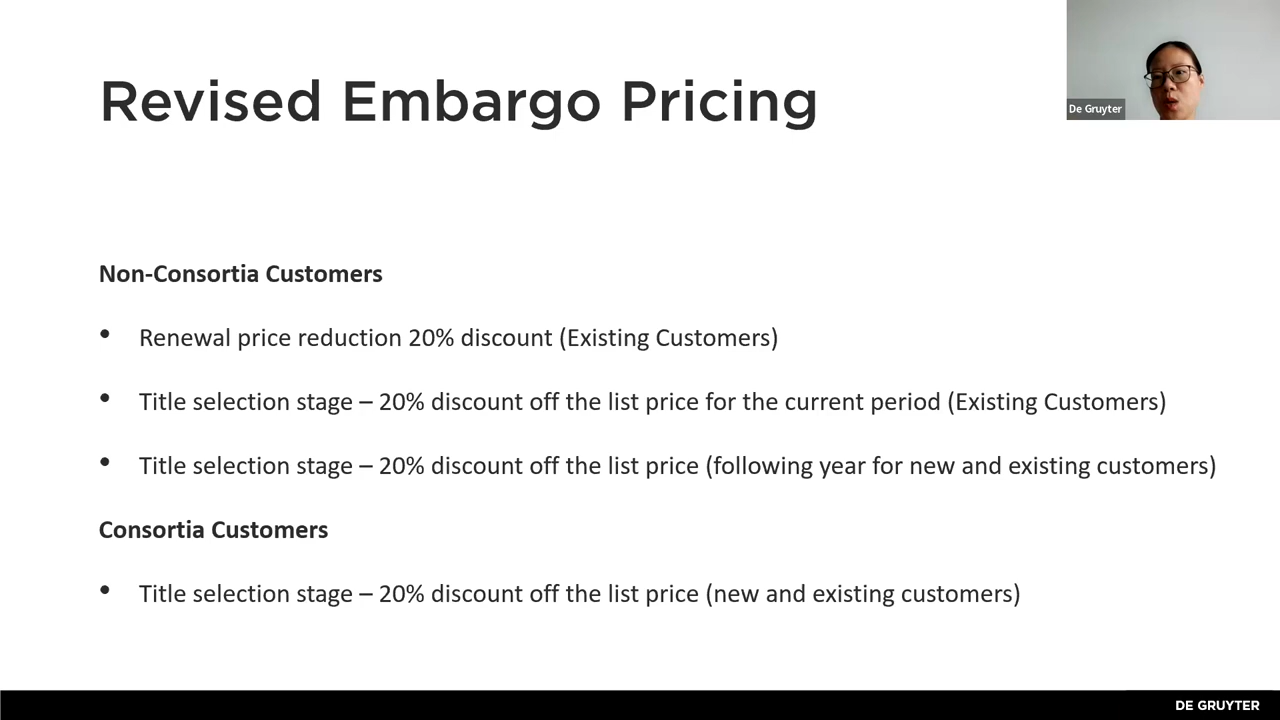 Revised Embargo Pricing
De Gruyter
Non-Consortia Customers
• Renewal price reduction 20% discount (Existing Customers)
• Title selection stage – 20% discount off the list price for the current period (Existing Customers)
• Title selection stage – 20% discount off the list price (following year for new and existing customers)
Consortia Customers
• Title selection stage – 20% discount off the list price (new and existing customers)
DE GRUYTER